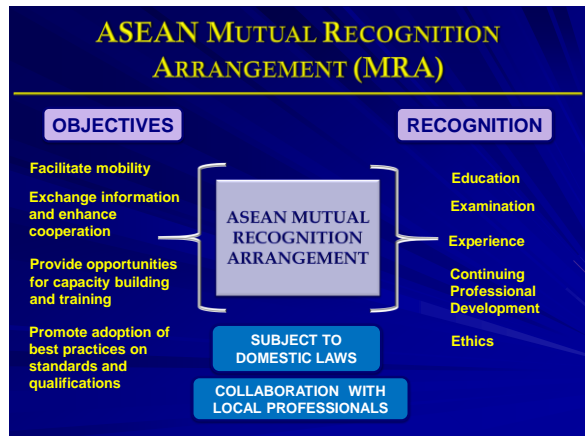 ASEAN MUTUAL RECOGNITION
ARRANGEMENT (MRA)
OBJECTIVES
Facilitate mobility
Exchange information
and enhance
cooperation
Provide opportunities
for capacity building
and training
Promote adoption of
best practices on
standards and
qualifications
ASEAN MUTUAL
RECOGNITION
ARRANGEMENT
SUBJECT TO
DOMESTIC LAWS
COLLABORATION WITH
LOCAL PROFESSIONALS
RECOGNITION
Education
Examination
Experience
Continuing
Professional
Development
Ethics